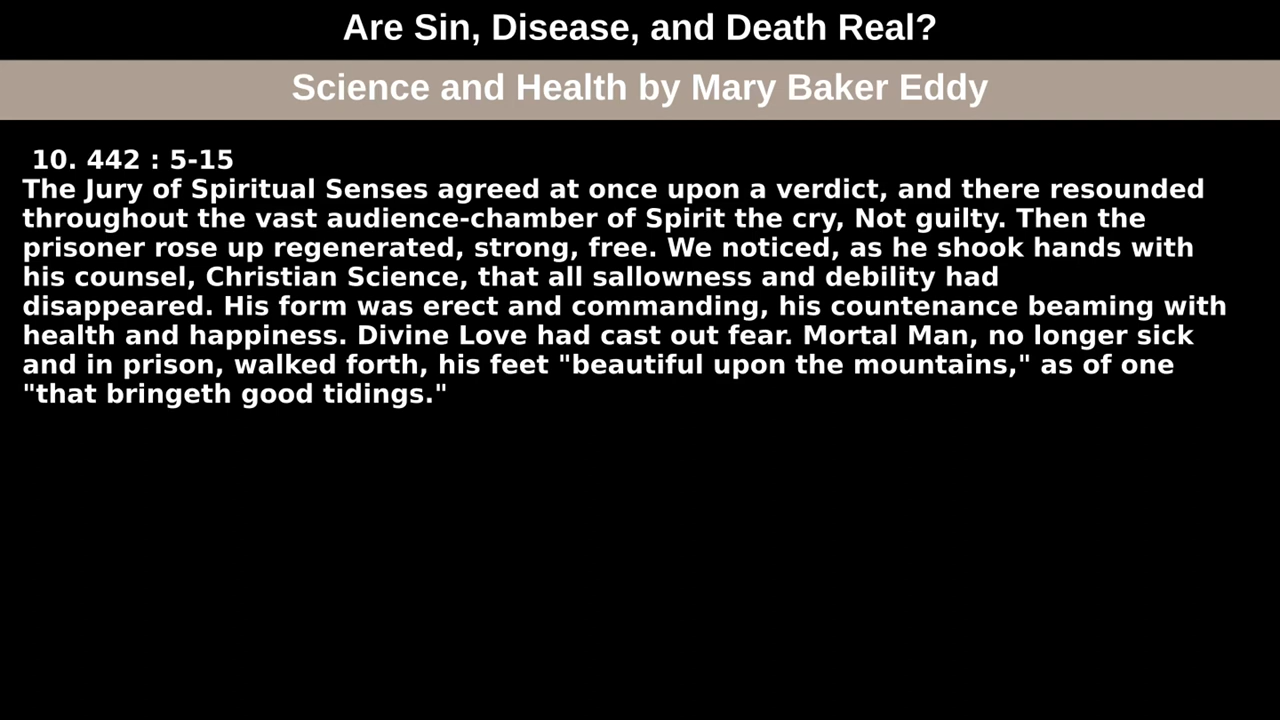 Are Sin, Disease, and Death Real?
Science and Health by Mary Baker Eddy
10. 442 : 5-15
The Jury of Spiritual Senses agreed at once upon a verdict, and there resounded
throughout the vast audience-chamber of Spirit the cry, Not guilty. Then the
prisoner rose up regenerated, strong, free. We noticed, as he shook hands with
his counsel, Christian Science, that all sallowness and debility had
disappeared. His form was erect and commanding, his countenance beaming with
health and happiness. Divine Love had cast out fear. Mortal Man, no longer sick
and in prison, walked forth, his feet "beautiful upon the mountains," as of one
"that bringeth good tidings."